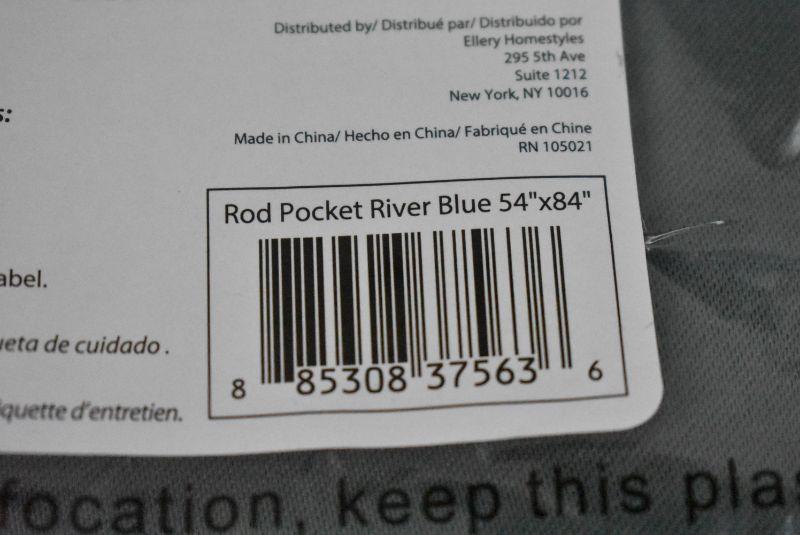 Distributed by/ Distribué par/ Distribuido por
Ellery Homestyles
295 5th Ave
Suite 1212
New York, NY 10016
s:
Made in China/ Hecho en China/ Fabriqué en Chine
RN 105021
Rod Pocket River Blue 54"x84"
abel.
ueta de cuidado .
8 85308 37563 6
iquette d'entretien.
focation, keep this pla